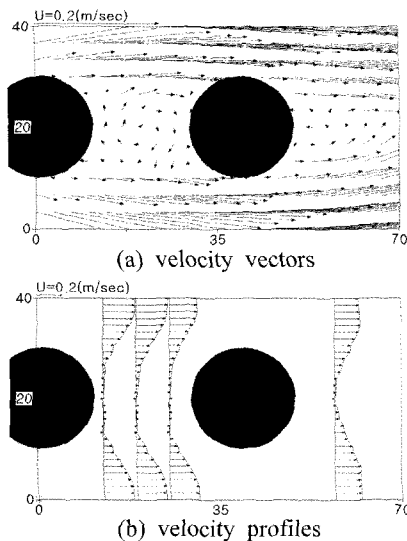 U=0.2(m/sec)
40
20
0
0 35 70
(a) velocity vectors
U=0.2(m/sec)
40
20
0
0 35 70
(b) velocity profiles